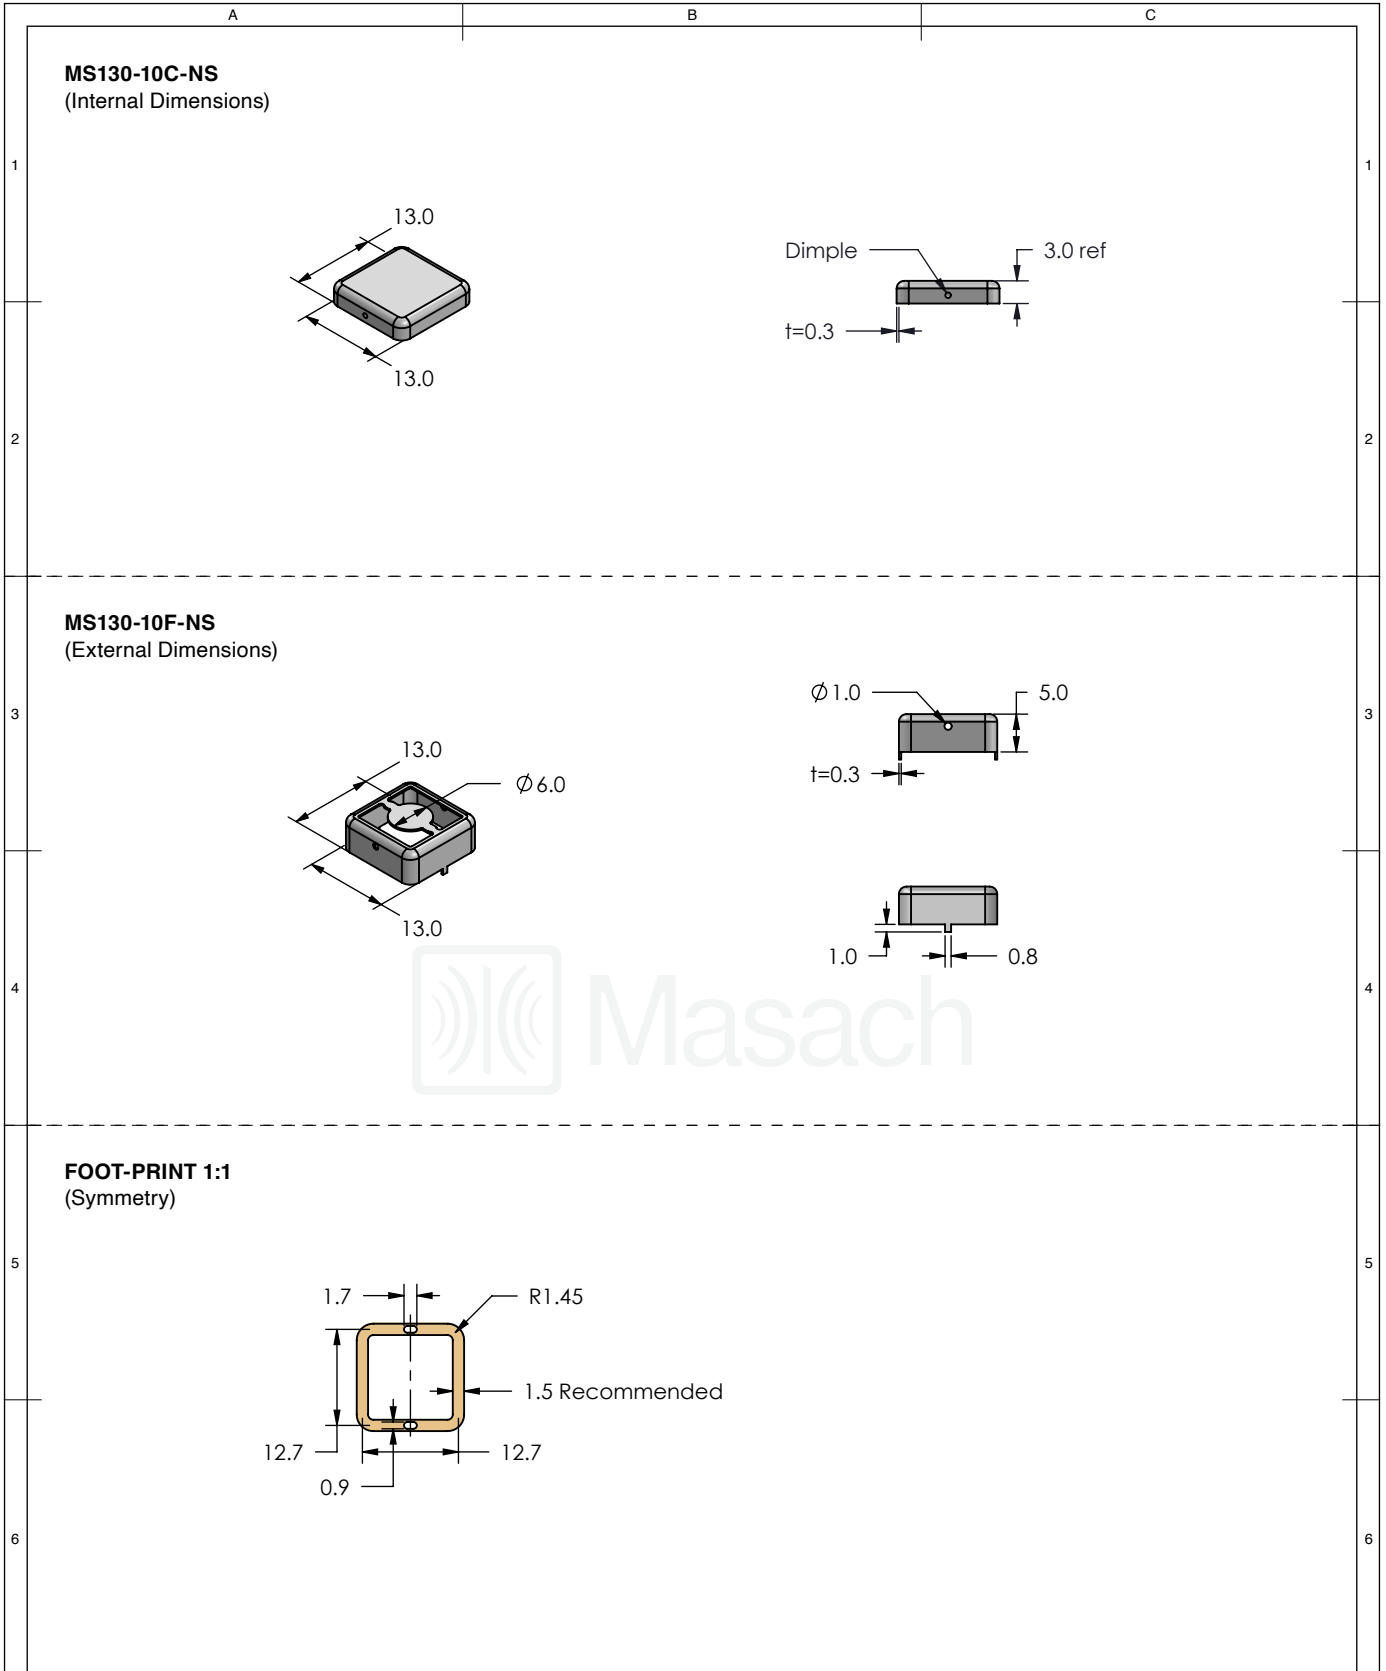 A B C
MS130-10C-NS
(Internal Dimensions)
1 1
13.0
Dimple 3.0 ref
t=0.3
13.0
2 2
MS130-10F-NS
(External Dimensions)
Ø1.0 5.0
3 3
13.0
t=0.3
Ø6.0
13.0
1.0 0.8
4 4
Masach
FOOT-PRINT 1:1
(Symmetry)
5 5
1.7 R1.45
1.5 Recommended
12.7 12.7
0.9
6 6